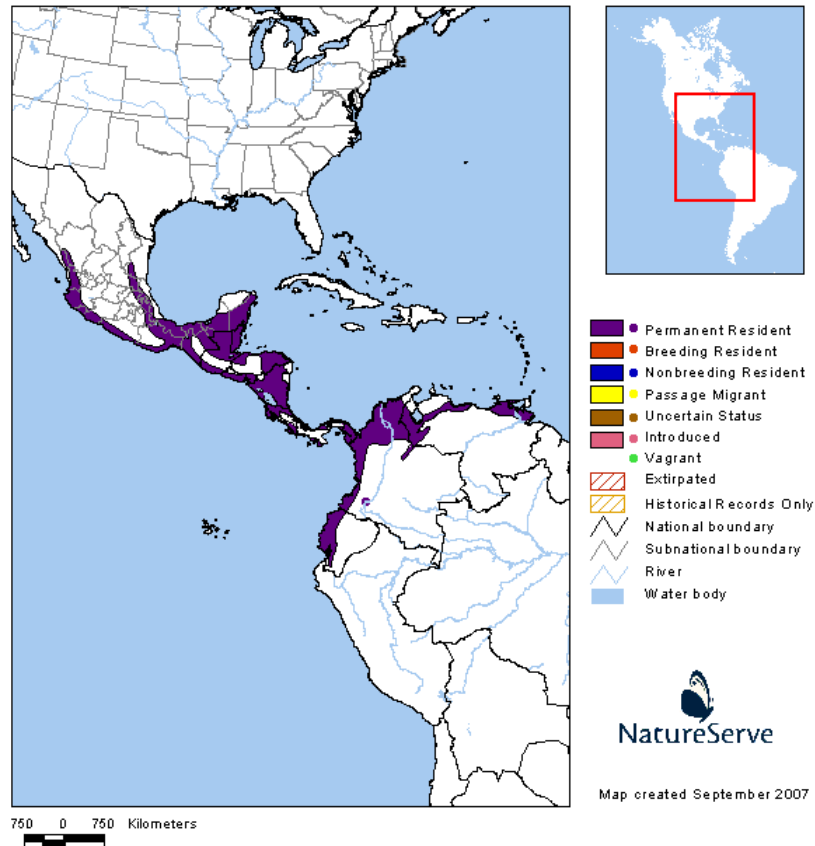 Permanent Resident
Breeding Resident
Nonbreeding Resident
Passage Migrant
Uncertain Status
Introduced
Vagrant
Extirpated
Historical Records Only
National boundary
Subnational boundary
River
Water body
NatureServe
Map created September 2007
750 0 750 Kilometers